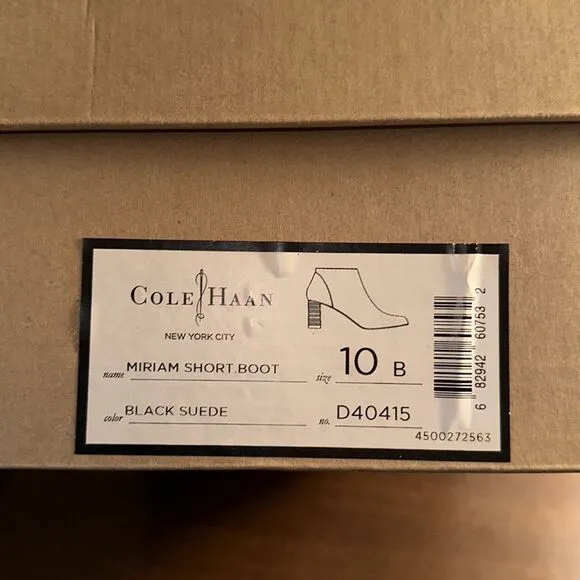 COLE HAAN
NEW YORK CITY
name MIRIAM SHORT.BOOT
size 10 B
color BLACK SUEDE
no. D40415
6 82942 60753 2
4500272563